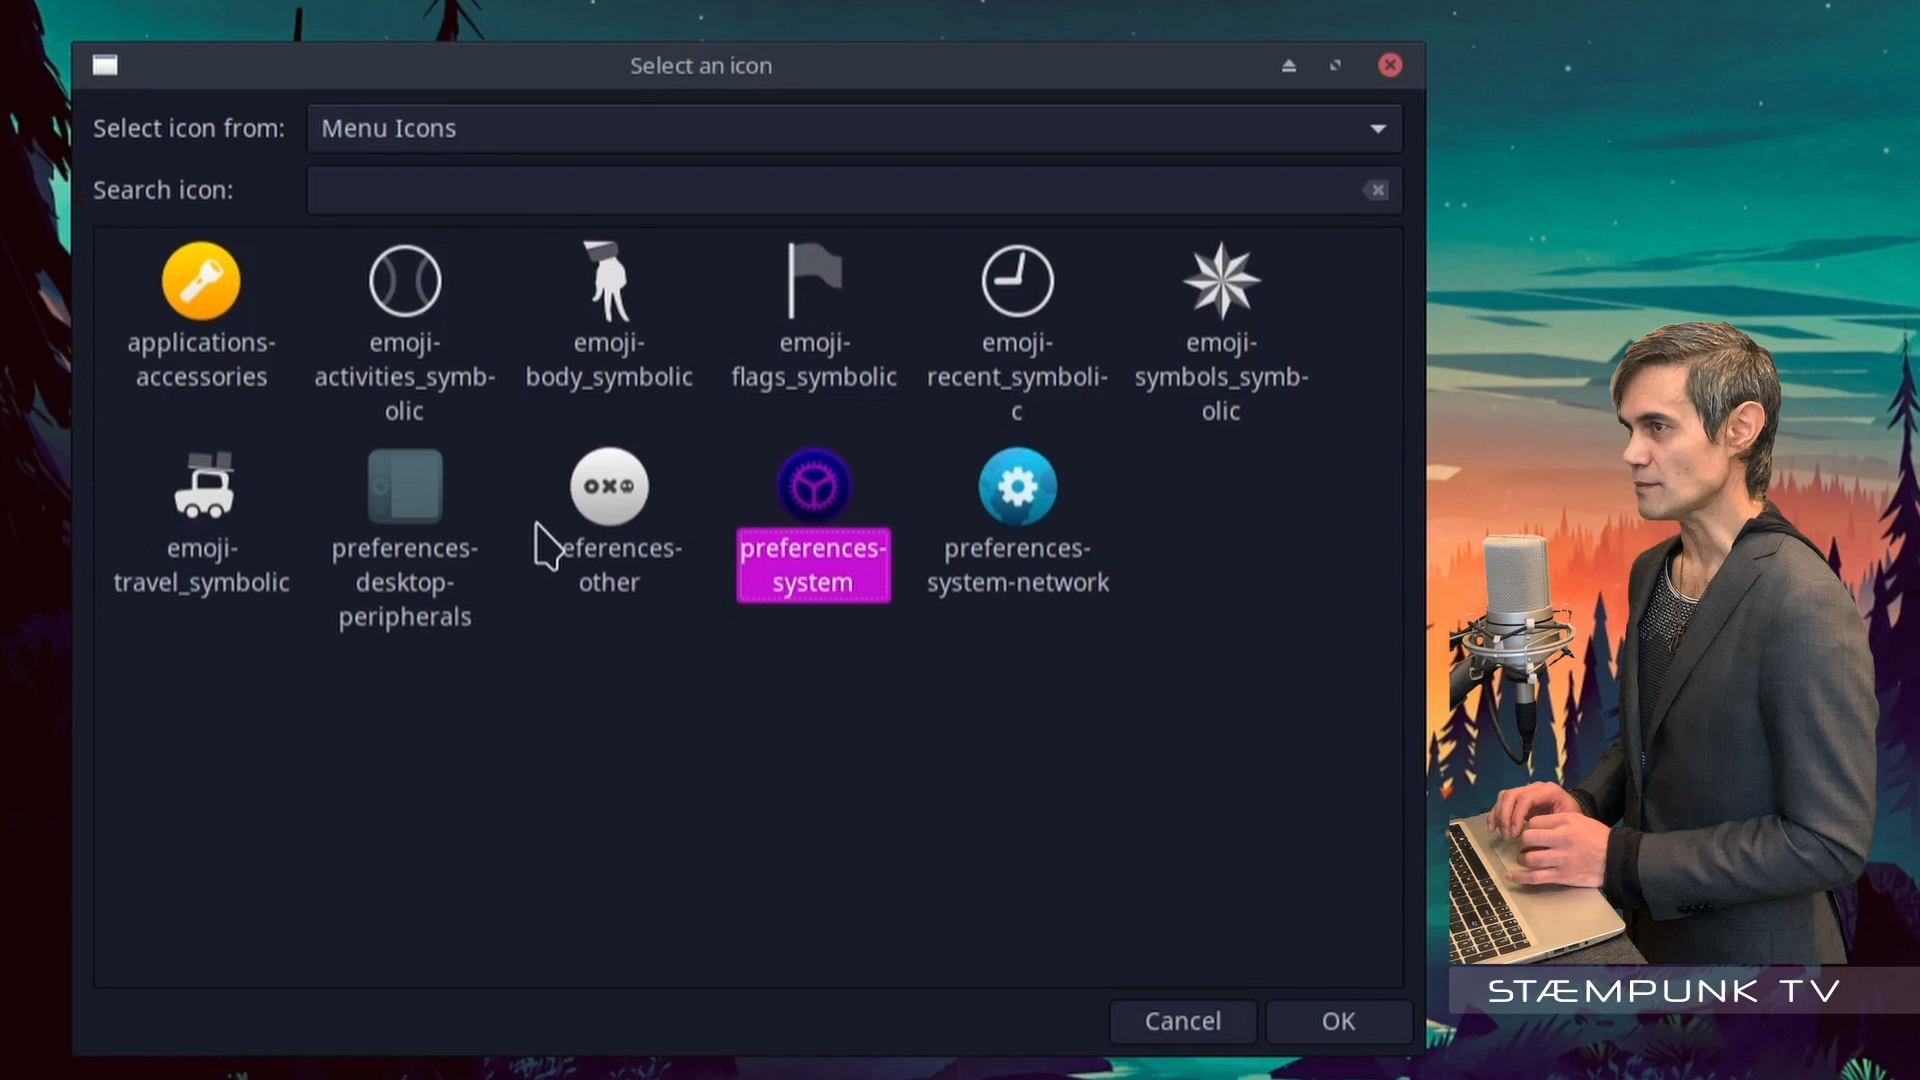 Select an icon
Select icon from:
Menu Icons
Search icon:
applications-
accessories
emoji-
activities_symb-
olic
emoji-
body_symbolic
emoji-
flags_symbolic
emoji-
recent_symboli-
c
emoji-
symbols_symb-
olic
emoji-
travel_symbolic
preferences-
desktop-
peripherals
eferences-
other
preferences-
system
preferences-
system-network
Cancel
OK
STÆMPUNK TV